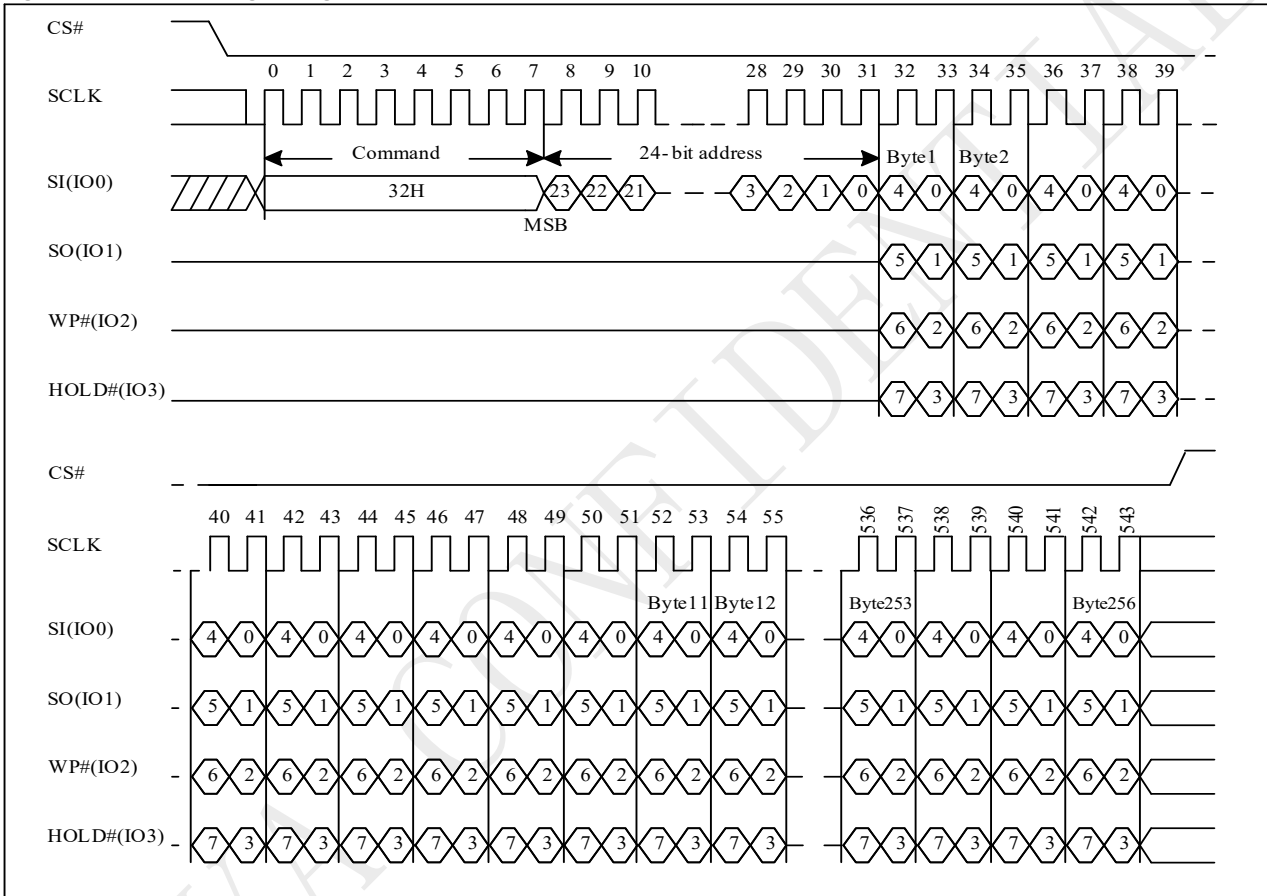 CS#
0 1 2 3 4 5 6 7 8 9 10 28 29 30 31 32 33 34 35 36 37 38 39
SCLK
Command 24-bit address Byte1 Byte2
SI(IO0) 32H 23 22 21 3 2 1 0 4 0 4 0 4 0 4 0
MSB
SO(IO1) 5 1 5 1 5 1 5 1
WP#(IO2) 6 2 6 2 6 2 6 2
HOLD#(IO3) 7 3 7 3 7 3 7 3
CS#
40 41 42 43 44 45 46 47 48 49 50 51 52 53 54 55 536 537 538 539 540 541 542 543
SCLK
Byte11 Byte12 Byte253 Byte256
SI(IO0) 4 0 4 0 4 0 4 0 4 0 4 0 4 0 4 0 4 0 4 0 4 0 4 0
SO(IO1) 5 1 5 1 5 1 5 1 5 1 5 1 5 1 5 1 5 1 5 1 5 1 5 1
WP#(IO2) 6 2 6 2 6 2 6 2 6 2 6 2 6 2 6 2 6 2 6 2 6 2 6 2
HOLD#(IO3) 7 3 7 3 7 3 7 3 7 3 7 3 7 3 7 3 7 3 7 3 7 3 7 3
CONFIDENTIAL